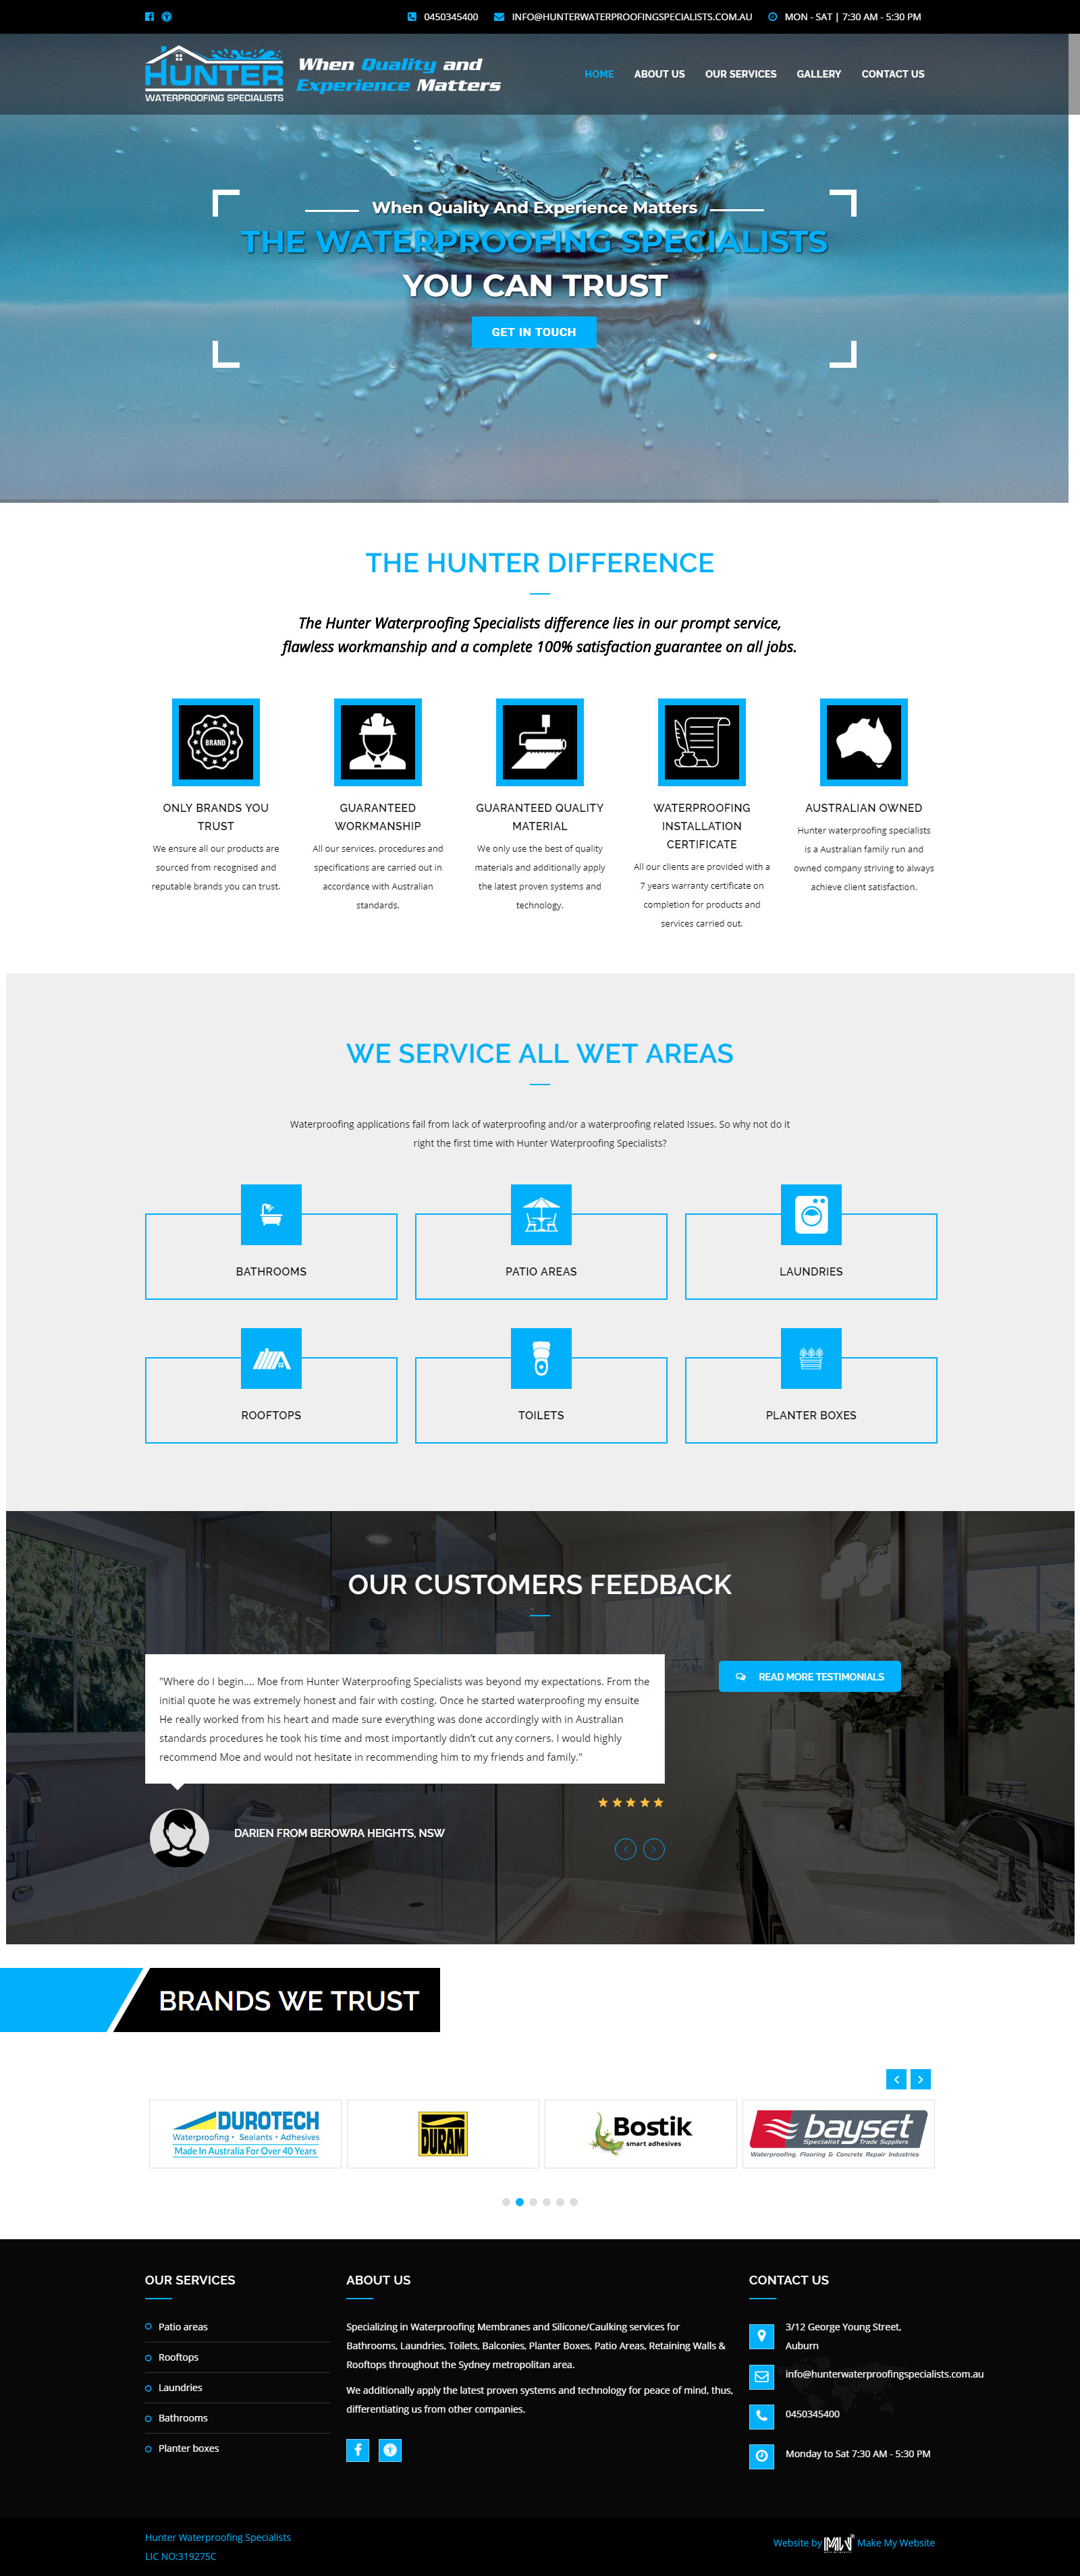 0450345400 INFO@HUNTERWATERPROOFINGSPECIALISTS.COM.AU MON - SAT | 7:30 AM - 5:30 PM
HUNTER
WATERPROOFING SPECIALISTS
When Quality and
Experience Matters
HOME ABOUT US OUR SERVICES GALLERY CONTACT US
When Quality And Experience Matters
THE WATERPROOFING SPECIALISTS
YOU CAN TRUST
GET IN TOUCH
THE HUNTER DIFFERENCE
The Hunter Waterproofing Specialists difference lies in our prompt service,
flawless workmanship and a complete 100% satisfaction guarantee on all jobs.
BRAND
ONLY BRANDS YOU
TRUST
We ensure all our products are
sourced from recognised and
reputable brands you can trust.
GUARANTEED
WORKMANSHIP
All our services, procedures and
specifications are carried out in
accordance with Australian
standards.
GUARANTEED QUALITY
MATERIAL
We only use the best of quality
materials and additionally apply
the latest proven systems and
technology.
WATERPROOFING
INSTALLATION
CERTIFICATE
All our clients are provided with a
7 years warranty certificate on
completion for products and
services carried out.
AUSTRALIAN OWNED
Hunter waterproofing specialists
is a Australian family run and
owned company striving to always
achieve client satisfaction.
WE SERVICE ALL WET AREAS
Waterproofing applications fail from lack of waterproofing and/or a waterproofing related Issues. So why not do it
right the first time with Hunter Waterproofing Specialists?
BATHROOMS
PATIO AREAS
LAUNDRIES
ROOFTOPS
TOILETS
PLANTER BOXES
OUR CUSTOMERS FEEDBACK
"Where do I begin.... Moe from Hunter Waterproofing Specialists was beyond my expectations. From the
initial quote he was extremely honest and fair with costing. Once he started waterproofing my ensuite
He really worked from his heart and made sure everything was done accordingly with in Australian
standards procedures he took his time and most importantly didn't cut any corners. I would highly
recommend Moe and would not hesitate in recommending him to my friends and family."
READ MORE TESTIMONIALS
DARIEN FROM BEROWRA HEIGHTS, NSW
BRANDS WE TRUST
DUROTECH
Waterproofing • Sealants • Adhesives
Made In Australia For Over 40 Years
DURAM
Bostik
smart adhesives
bayset
Specialist Trade Suppliers
Waterproofing, Flooring & Concrete Repair Industries
OUR SERVICES
Patio areas
Rooftops
Laundries
Bathrooms
Planter boxes
ABOUT US
Specializing in Waterproofing Membranes and Silicone/Caulking services for
Bathrooms, Laundries, Toilets, Balconies, Planter Boxes, Patio Areas, Retaining Walls &
Rooftops throughout the Sydney metropolitan area.
We additionally apply the latest proven systems and technology for peace of mind, thus,
differentiating us from other companies.
CONTACT US
3/12 George Young Street,
Auburn
info@hunterwaterproofingspecialists.com.au
0450345400
Monday to Sat 7:30 AM - 5:30 PM
Hunter Waterproofing Specialists
LIC NO:319275C
Website by MMW Make My Website